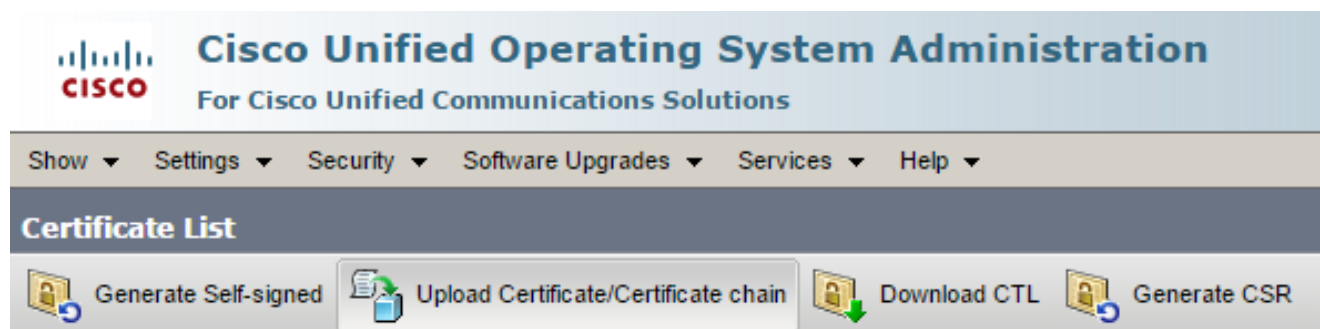 Cisco Unified Operating System Administration
CISCO
For Cisco Unified Communications Solutions
Show Settings Security Software Upgrades Services Help
Certificate List
Generate Self-signed Upload Certificate/Certificate chain Download CTL Generate CSR